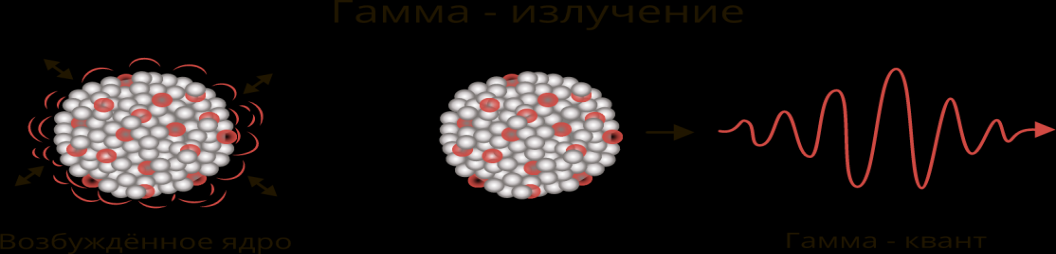 Гамма - излучение
Возбуждённое ядро
Гамма - квант